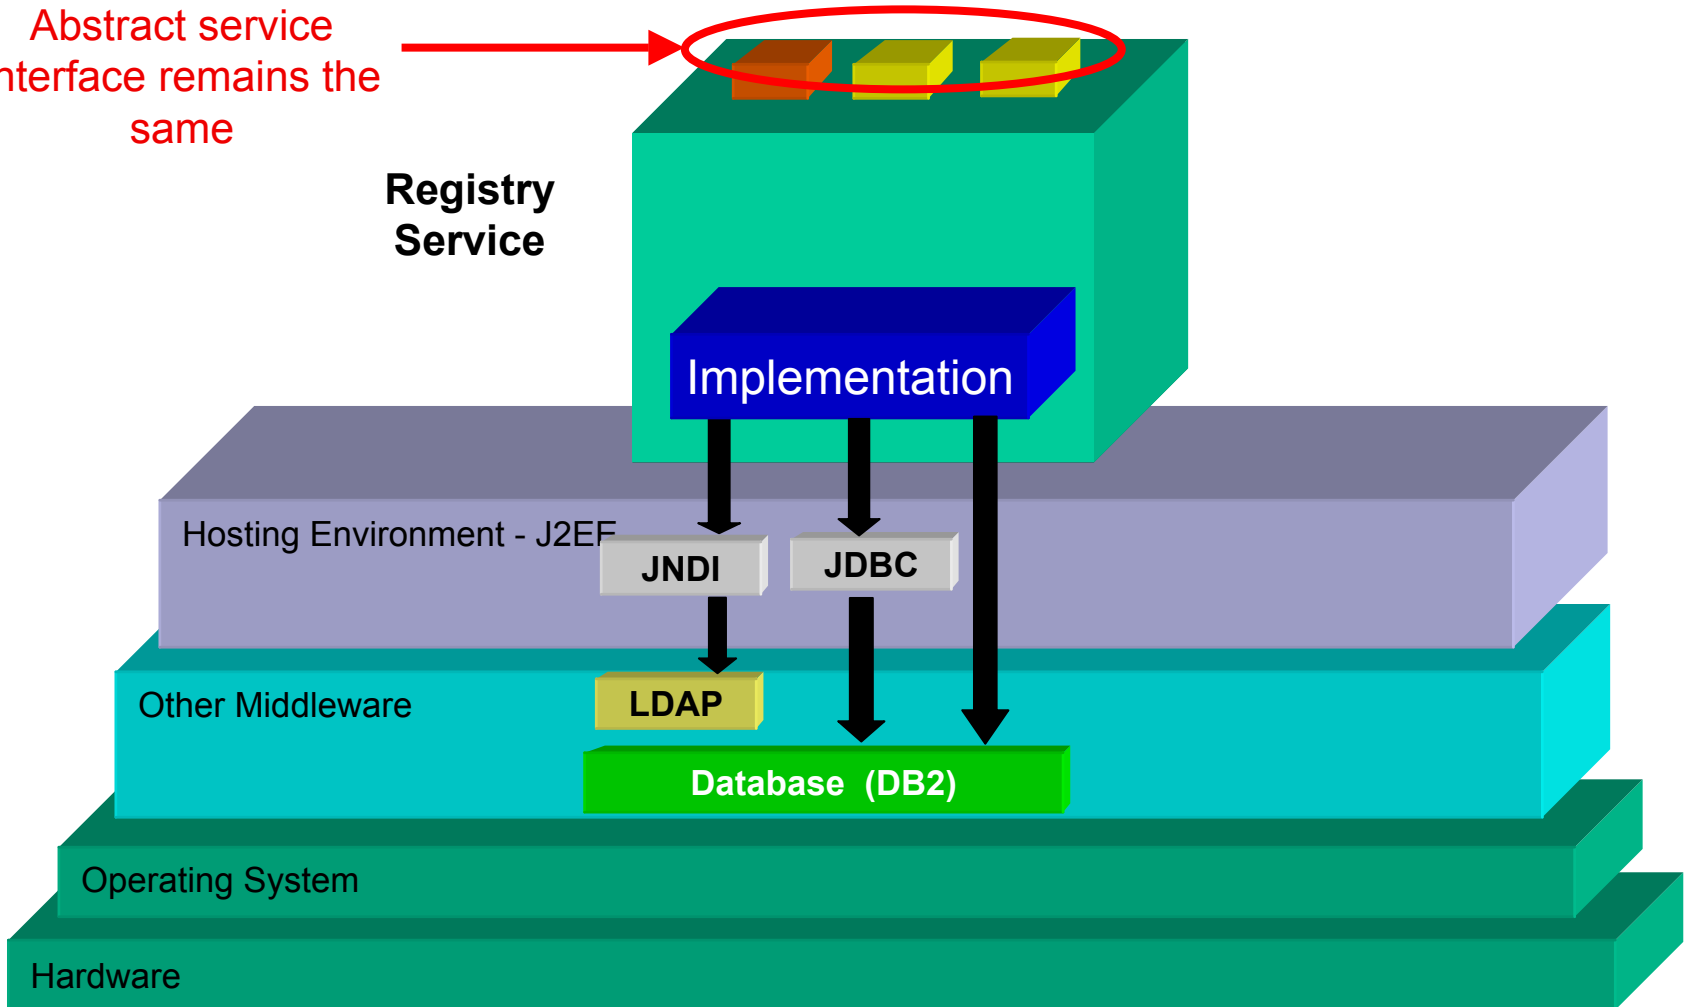 Abstract service
nterface remains the
same
Registry
Service
Implementation
Hosting Environment - J2EE
JNDI
JDBC
Other Middleware
LDAP
Database (DB2)
Operating System
Hardware